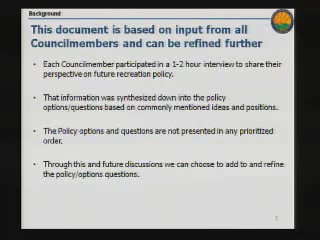 Background
This document is based on input from all
Councilmembers and can be refined further
• Each Councilmember participated in a 1-2 hour interview to share their
perspective on future recreation policy.
• That information was synthesized down into the policy
options/questions based on commonly mentioned ideas and positions.
• The Policy options and questions are not presented in any prioritized
order.
• Through this and future discussions we can choose to add to and refine
the policy/options questions.